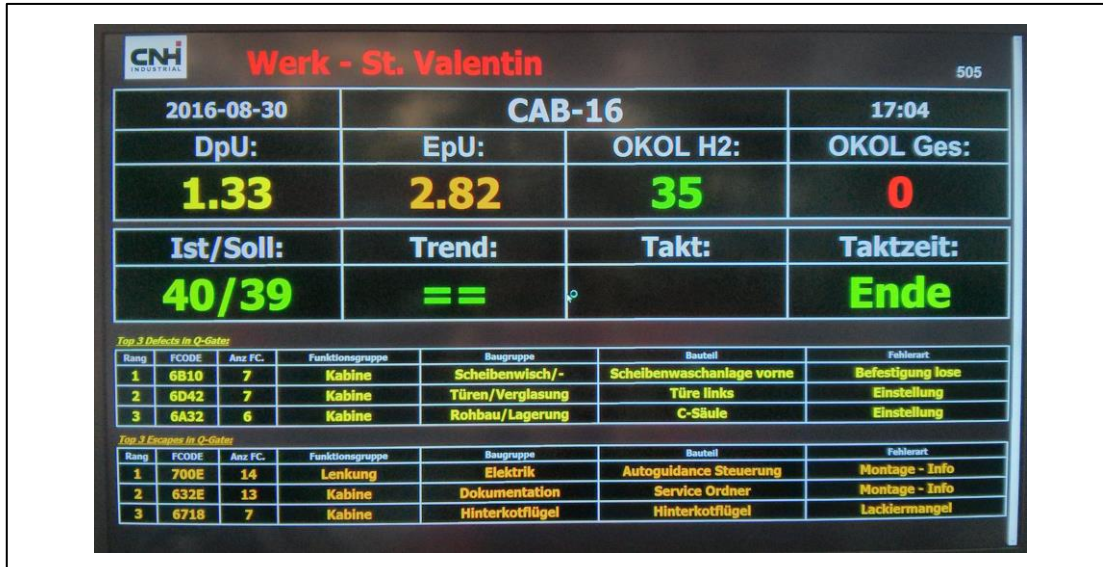 CNH
INDUSTRIAL
Werk - St. Valentin
505
2016-08-30 CAB-16 17:04
DpU: EpU: OKOL H2: OKOL Ges:
1.33 2.82 35 0
Ist/Soll: Trend: Takt: Taktzeit:
40/39 == Ende
Top 3 Defects in Q-Gate:
Rang FCODE Anz FC. Funktionsgruppe Baugruppe Bauteil Fehlerart
1 6B10 7 Kabine Scheibenwisch/- Scheibenwaschanlage vorne Befestigung lose
2 6D42 7 Kabine Türen/Verglasung Türe links Einstellung
3 6A32 6 Kabine Rohbau/Lagerung C-Säule Einstellung
Top 3 Escapes in Q-Gate:
Rang FCODE Anz FC. Funktionsgruppe Baugruppe Bauteil Fehlerart
1 700E 14 Lenkung Elektrik Autoguidance Steuerung Montage - Info
2 632E 13 Kabine Dokumentation Service Ordner Montage - Info
3 6718 7 Kabine Hinterkotflügel Hinterkotflügel Lackiermangel